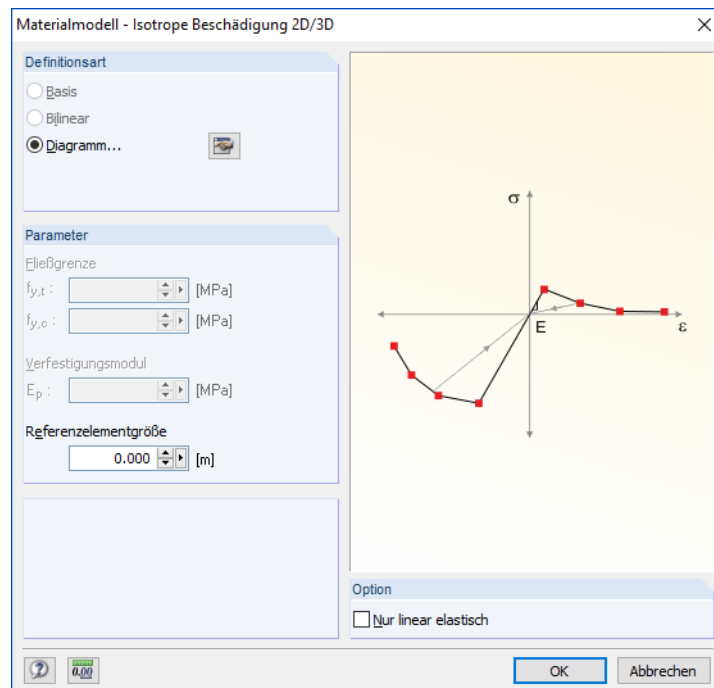 Materialmodell - Isotrope Beschädigung 2D/3D
Definitionsart
Basis
Bilinear
Diagramm...
Parameter
Fließgrenze
fy,t : [MPa]
fy,c : [MPa]
Verfestigungsmodul
Ep : [MPa]
Referenzelementgröße
0.000 [m]
σ
E
ε
Option
Nur linear elastisch
0.00
OK Abbrechen